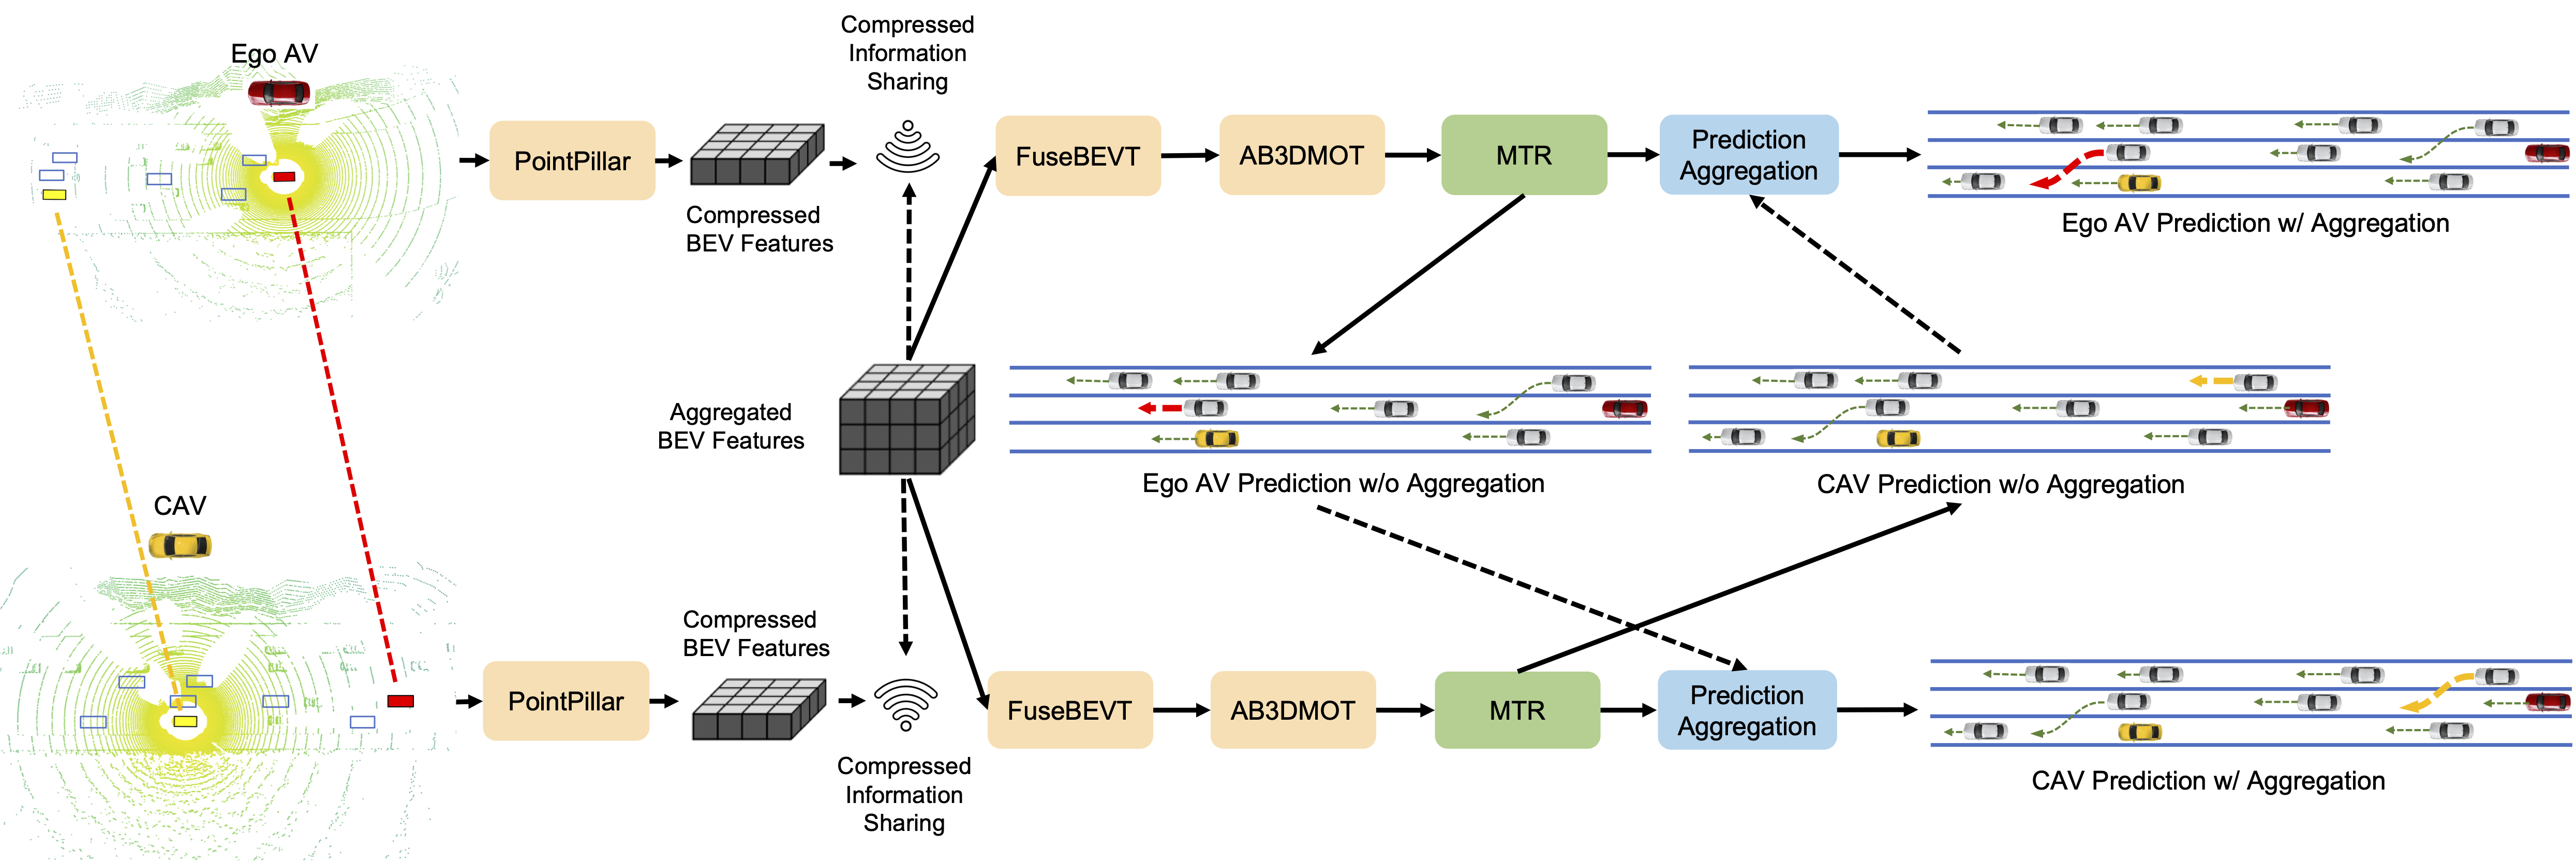 Ego AV
PointPillar
Compressed
BEV Features
Compressed
Information
Sharing
FuseBEVT
AB3DMOT
MTR
Prediction
Aggregation
Ego AV Prediction w/ Aggregation
Aggregated
BEV Features
Ego AV Prediction w/o Aggregation
CAV Prediction w/o Aggregation
CAV
PointPillar
Compressed
BEV Features
Compressed
Information
Sharing
FuseBEVT
AB3DMOT
MTR
Prediction
Aggregation
CAV Prediction w/ Aggregation